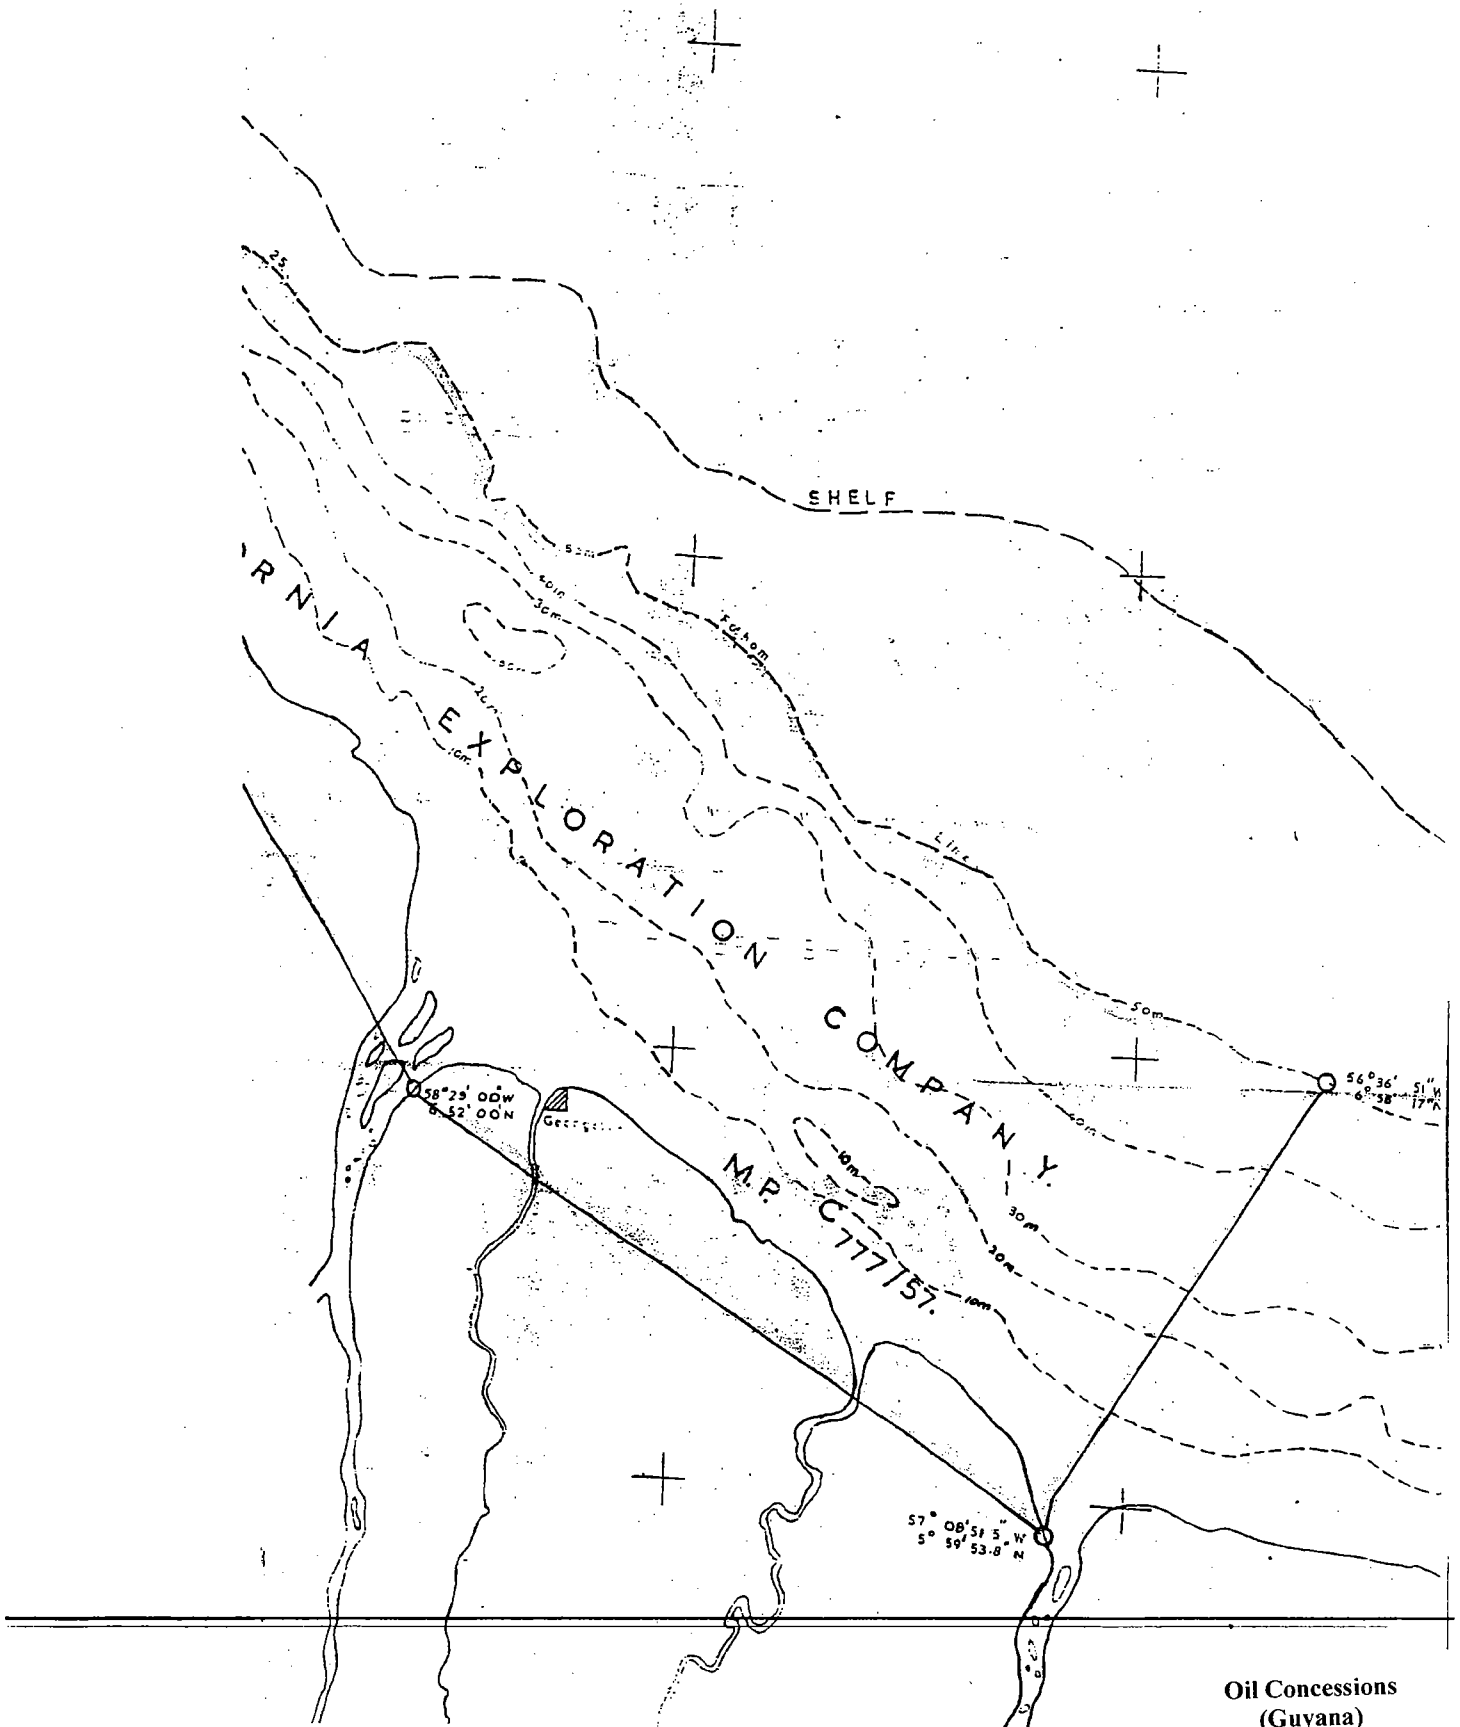 25
SHELF
50m
40m
30m
Fathom
RNIA EXPLORATION COMPANY.
20m
10m
Line
50m
58° 29' 00" W
6° 52' 00" N
56° 36' 51" W
6° 58' 17" N
10m
M.P. C 777/57.
30m
20m
10m
57° 08' 51 5" W
5° 59' 53.8" N
Oil Concessions
(Guyana)